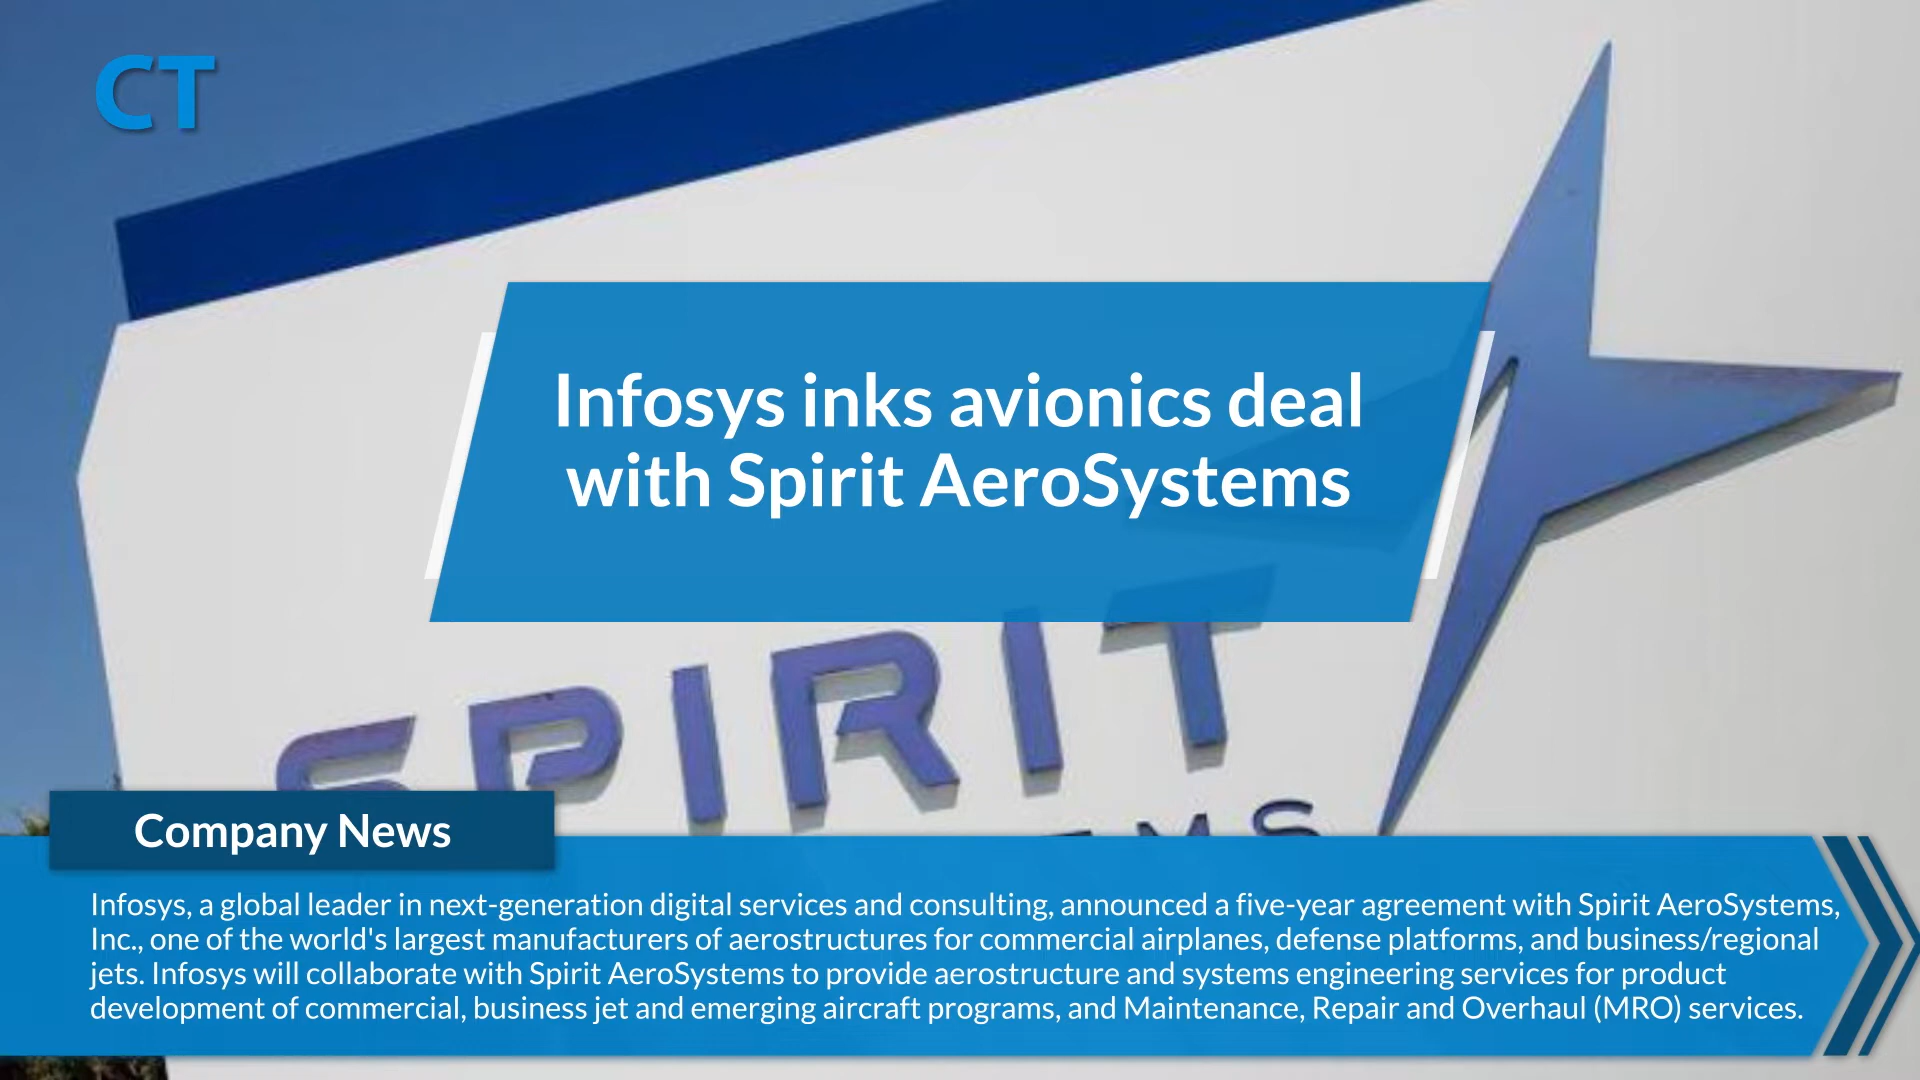 CT
Infosys inks avionics deal
with Spirit AeroSystems
SPIRIT
Company News
Infosys, a global leader in next-generation digital services and consulting, announced a five-year agreement with Spirit AeroSystems,
Inc., one of the world's largest manufacturers of aerostructures for commercial airplanes, defense platforms, and business/regional
jets. Infosys will collaborate with Spirit AeroSystems to provide aerostructure and systems engineering services for product
development of commercial, business jet and emerging aircraft programs, and Maintenance, Repair and Overhaul (MRO) services.